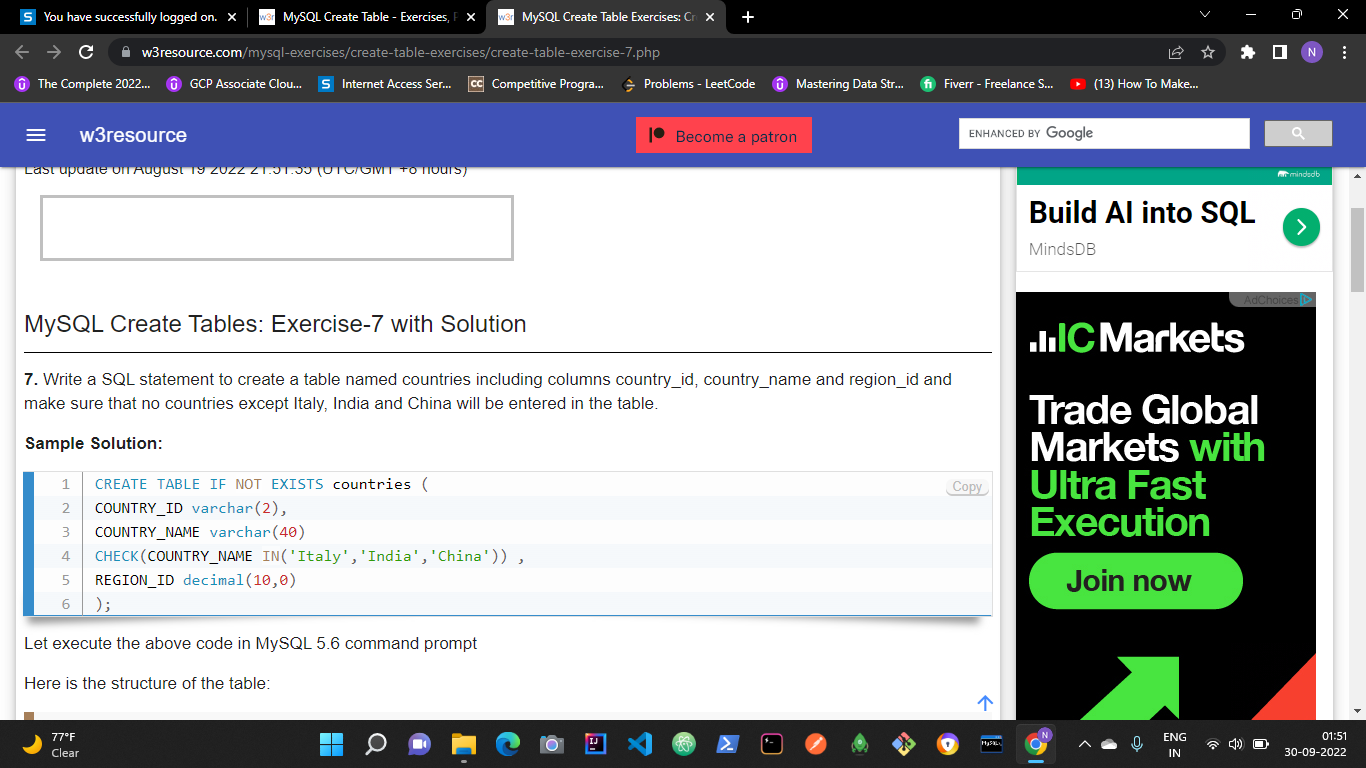 You have successfully logged on.
MySQL Create Table - Exercises,
MySQL Create Table Exercises: Cr
w3resource.com/mysql-exercises/create-table-exercises/create-table-exercise-7.php
N
The Complete 2022...
GCP Associate Clou...
Internet Access Ser...
Competitive Progra...
Problems - LeetCode
Mastering Data Str...
Fiverr - Freelance S...
(13) How To Make...
w3resource
Become a patron
ENHANCED BY Google
Last update on August 19 2022 21:51:35 (UTC/GMT +8 hours)
MySQL Create Tables: Exercise-7 with Solution
7. Write a SQL statement to create a table named countries including columns country_id, country_name and region_id and
make sure that no countries except Italy, India and China will be entered in the table.
Sample Solution:
Copy
1 CREATE TABLE IF NOT EXISTS countries (
2 COUNTRY_ID varchar(2),
3 COUNTRY_NAME varchar(40)
4 CHECK(COUNTRY_NAME IN('Italy','India','China')) ,
5 REGION_ID decimal(10,0)
6 );
Let execute the above code in MySQL 5.6 command prompt
Here is the structure of the table:
mindsdb
Build AI into SQL
MindsDB
AdChoices
IC Markets
Trade Global
Markets with
Ultra Fast
Execution
Join now
77°F
Clear
ENG
IN
01:51
30-09-2022